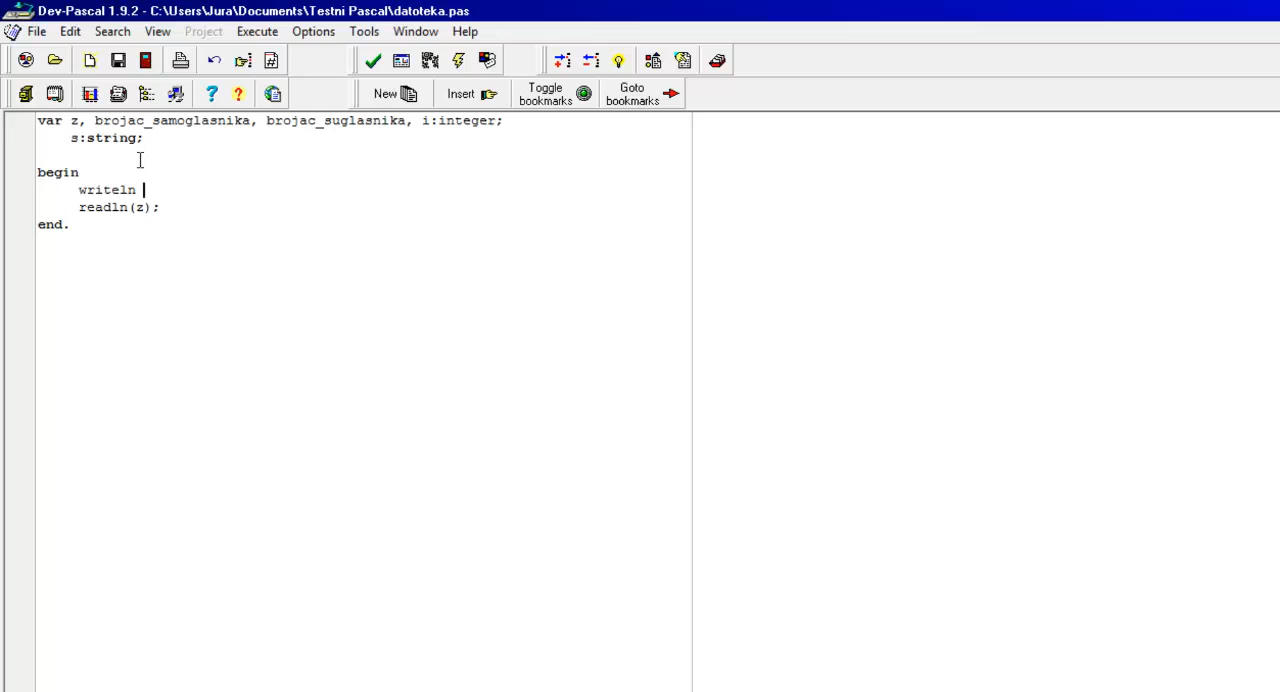 Dev-Pascal 1.9.2 - C:\Users\Jura\Documents\Testni Pascal\datoteka.pas
File Edit Search View Project Execute Options Tools Window Help
New Insert Toggle bookmarks Goto bookmarks
var z, brojac_samoglasnika, brojac_suglasnika, i:integer;
s:string;
begin
writeln
readln(z);
end.